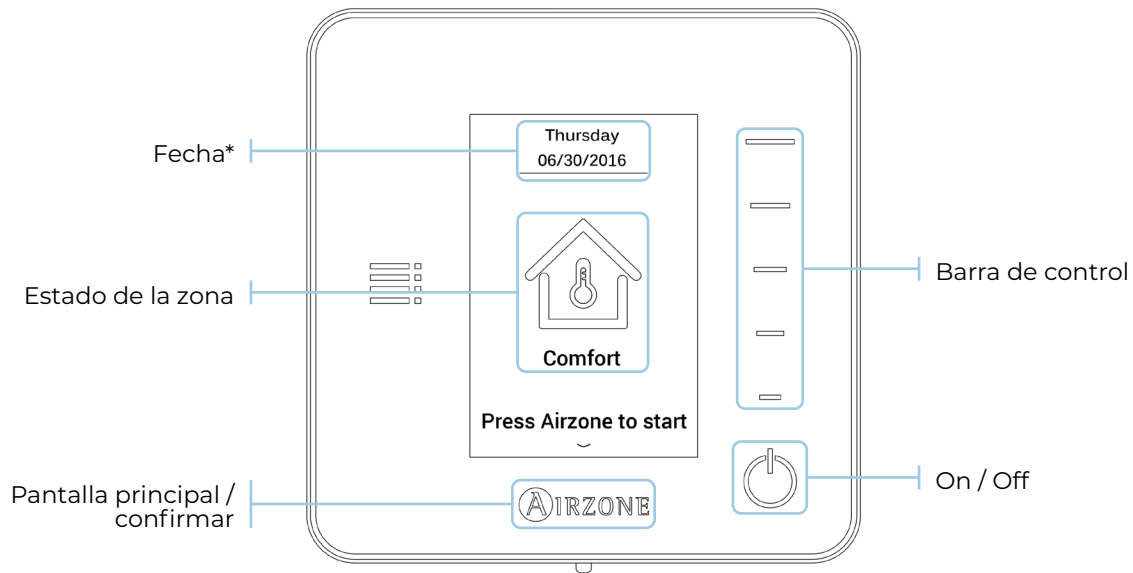 Fecha*
Thursday
06/30/2016
Estado de la zona
Comfort
Press Airzone to start
Pantalla principal /
confirmar
AIRZONE
Barra de control
On / Off